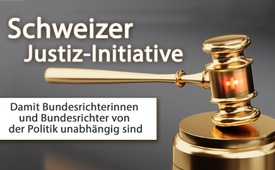 Schweizer
Justiz-Initiative
Damit Bundesrichterinnen
und Bundesrichter von
der Politik unabhängig sind